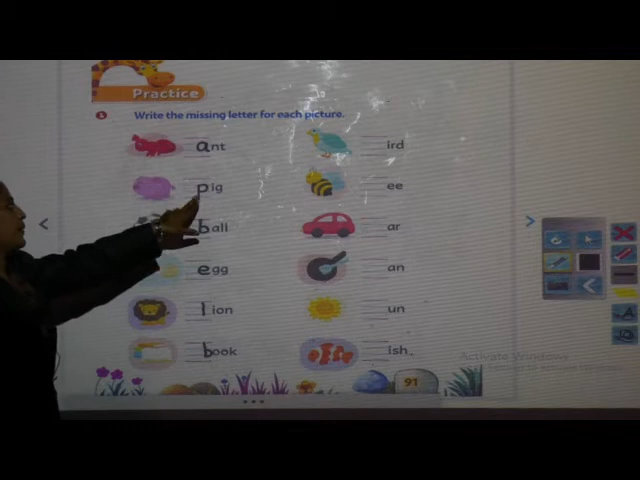 Practice
1 Write the missing letter for each picture.
ant
ird
pig
ee
ball
ar
egg
an
lion
un
book
ish.
91
Activate Windows